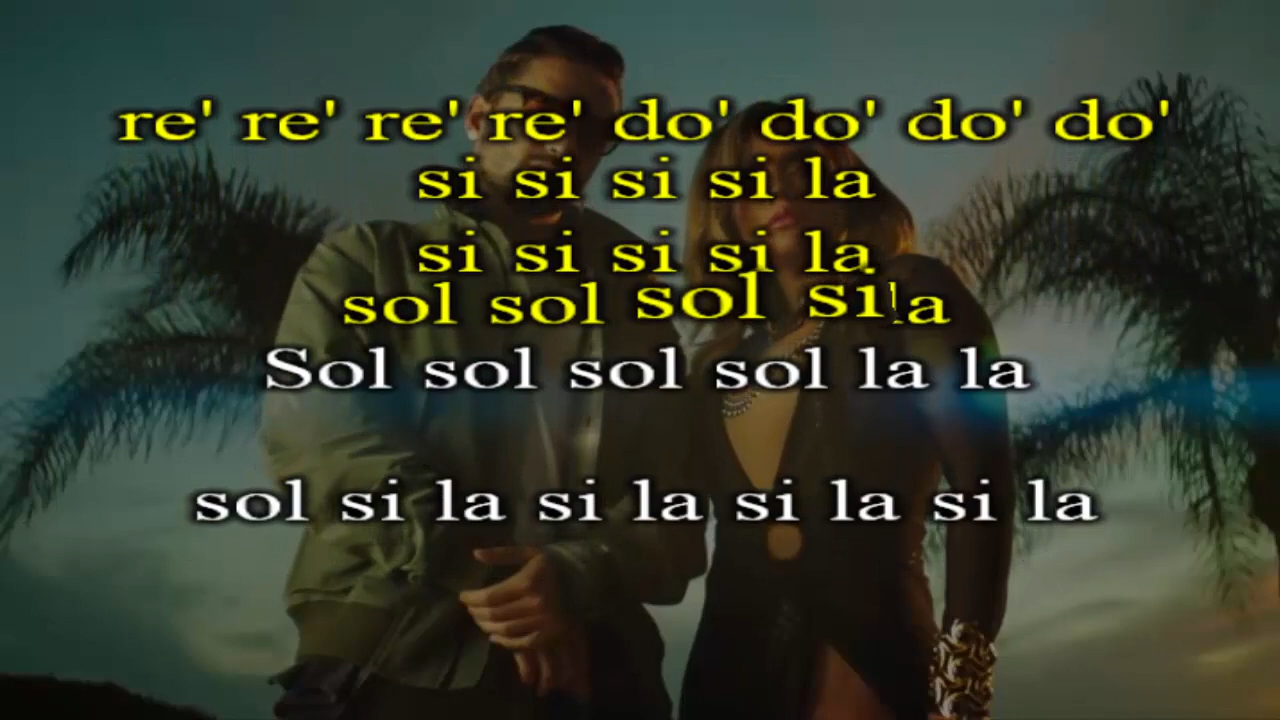 re' re' re' re' do' do' do' do'
si si si si la
si si si si la
sol sol sol si la
Sol sol sol sol la la
sol si la si la si la si la